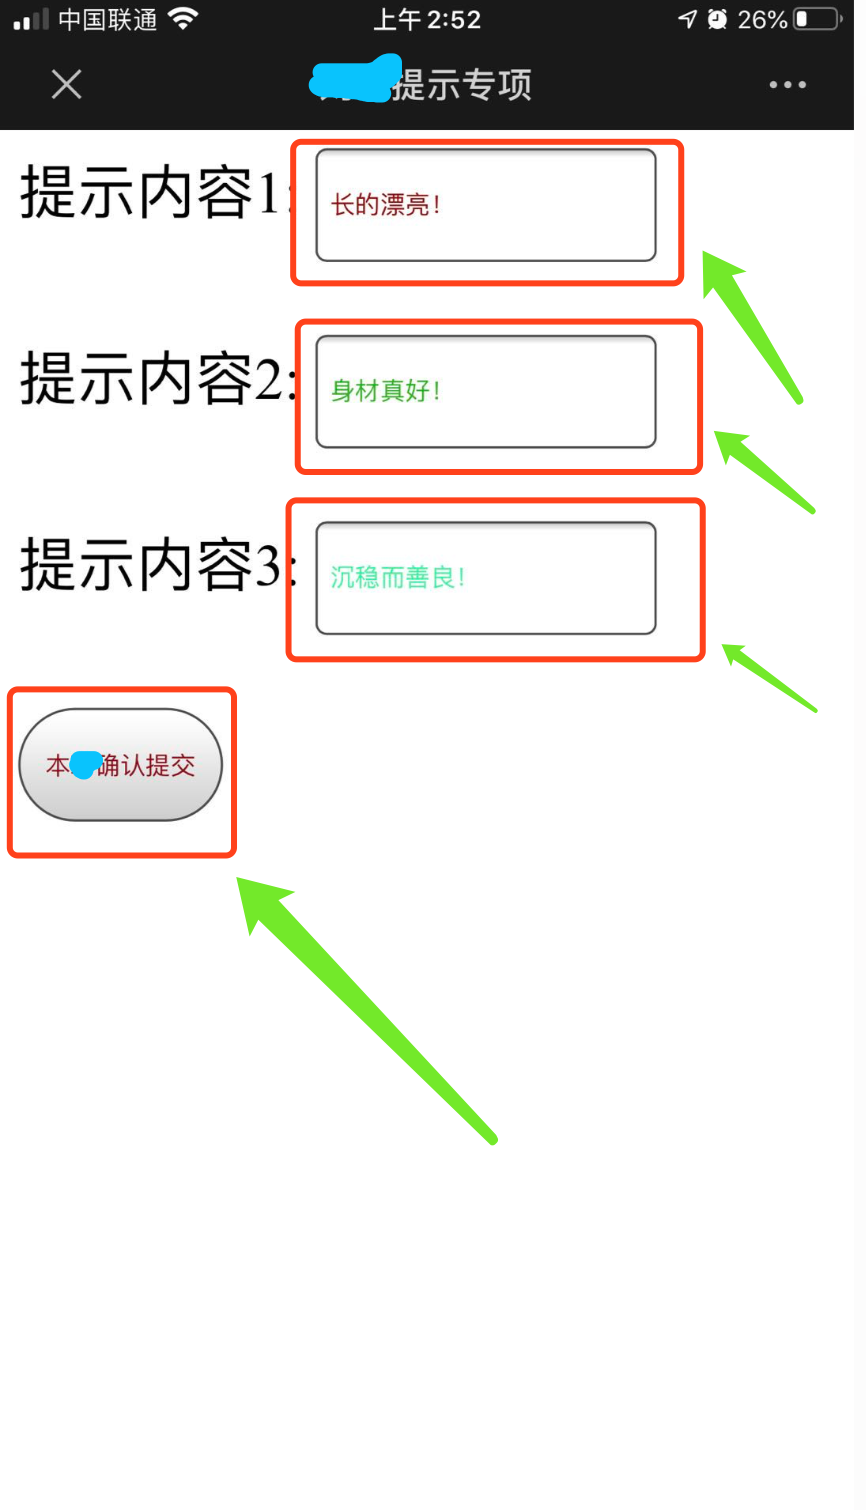 中国联通 上午2:52 26%
提示专项
提示内容1: 长的漂亮!
提示内容2: 身材真好!
提示内容3: 沉稳而善良!
本 确认提交